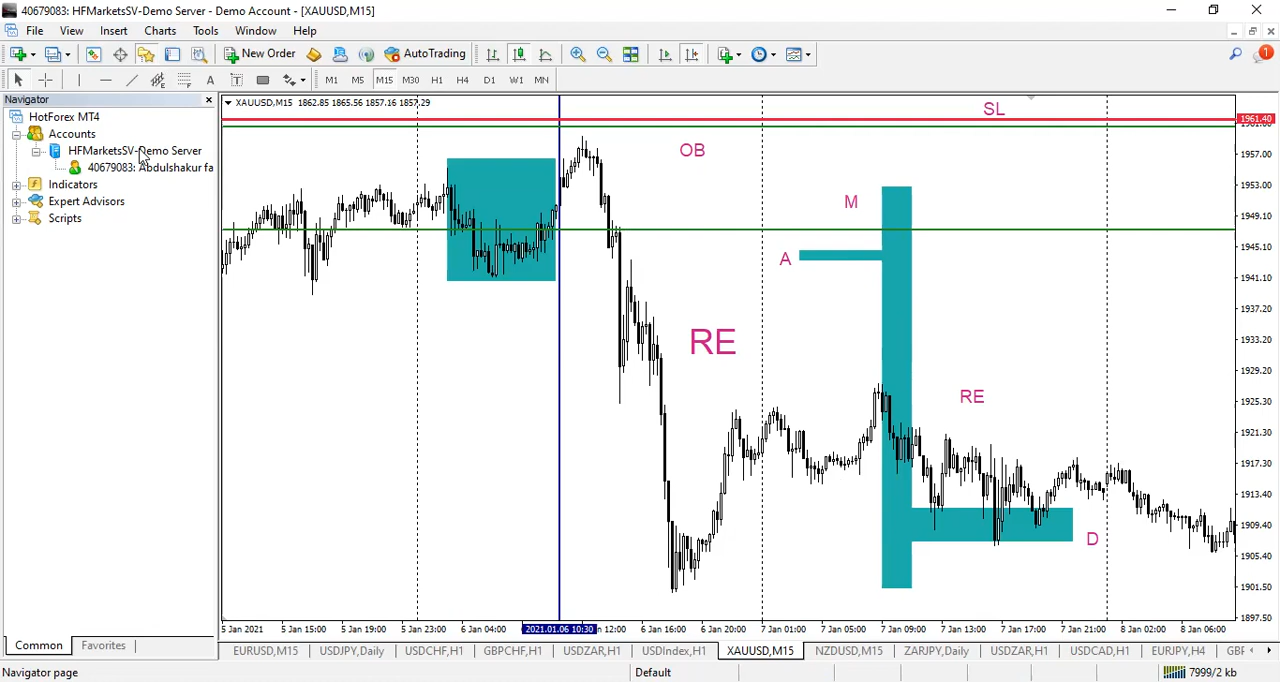 40679083: HFMarketsSV-Demo Server - Demo Account - [XAUUSD,M15]
File View Insert Charts Tools Window Help
New Order AutoTrading
1
A T M1 M5 M15 M30 H1 H4 D1 W1 MN
Navigator
HotForex MT4
Accounts
HFMarketsSV-Demo Server
40679083: Abdulshakur fa
Indicators
Expert Advisors
Scripts
Common Favorites
XAUUSD,M15 1862.85 1865.56 1857.16 1857.29
SL
OB
M
A
RE
RE
D
1961.40
1957.00
1953.00
1949.10
1945.10
1941.10
1937.20
1933.20
1929.20
1925.30
1921.30
1917.30
1913.40
1909.40
1905.40
1901.50
1897.50
5 Jan 2021 5 Jan 15:00 5 Jan 19:00 5 Jan 23:00 6 Jan 04:00 2021.01.06 10:30 n 12:00 6 Jan 16:00 6 Jan 20:00 7 Jan 01:00 7 Jan 05:00 7 Jan 09:00 7 Jan 13:00 7 Jan 17:00 7 Jan 21:00 8 Jan 02:00 8 Jan 06:00
EURUSD,M15 USDJPY,Daily USDCHF,H1 GBPCHF,H1 USDZAR,H1 USDIndex,H1 XAUUSD,M15 NZDUSD,M15 ZARJPY,Daily USDZAR,H1 USDCAD,H1 EURJPY,H4 GBF
Navigator page Default 7999/2 kb